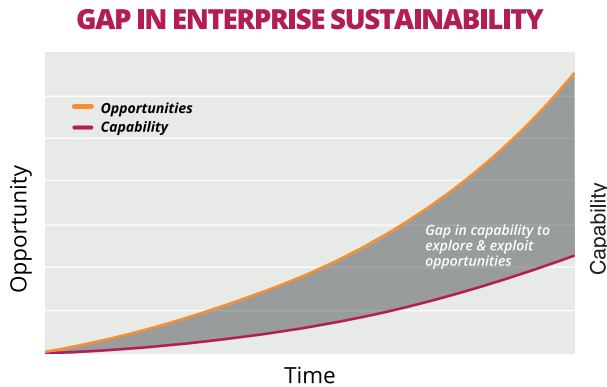 GAP IN ENTERPRISE SUSTAINABILITY
Opportunities
Capability
Opportunity
Gap in capability to
explore & exploit
opportunities
Capability
Time